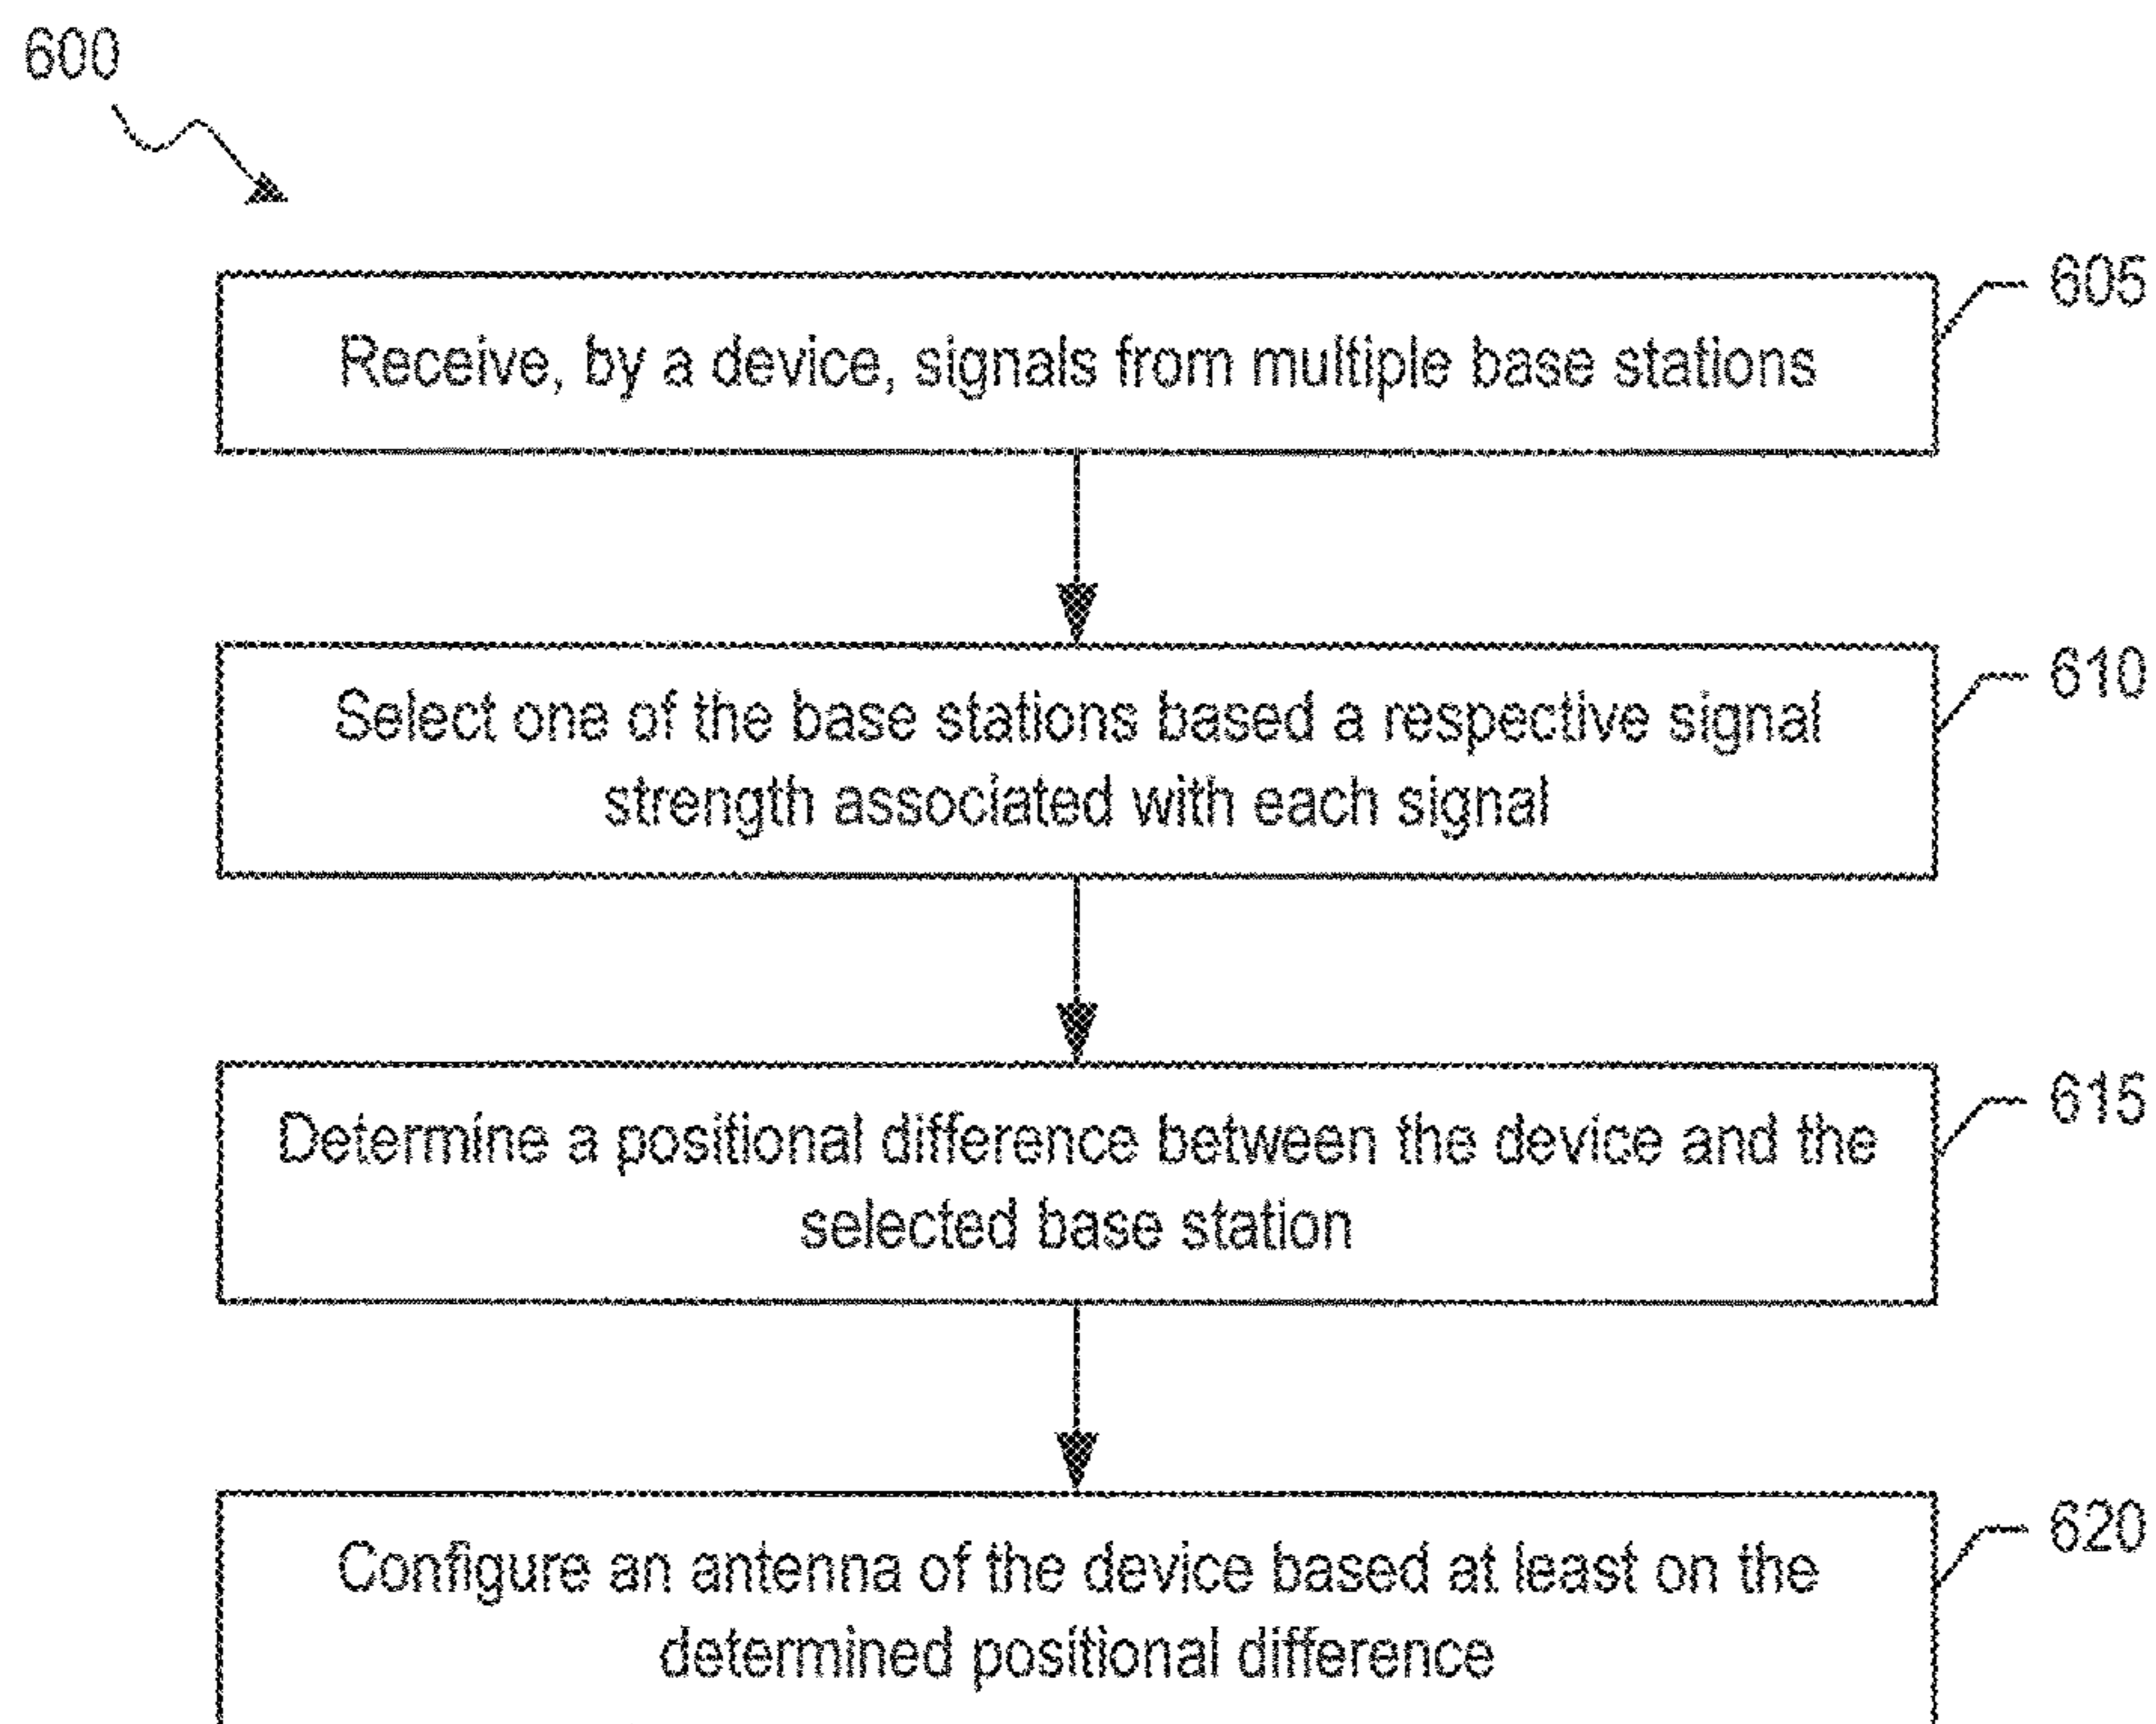 600
605
Receive, by a device, signals from multiple base stations
610
Select one of the base stations based a respective signal
strength associated with each signal
615
Determine a positional difference between the device and the
selected base station
620
Configure an antenna of the device based at least on the
determined positional difference